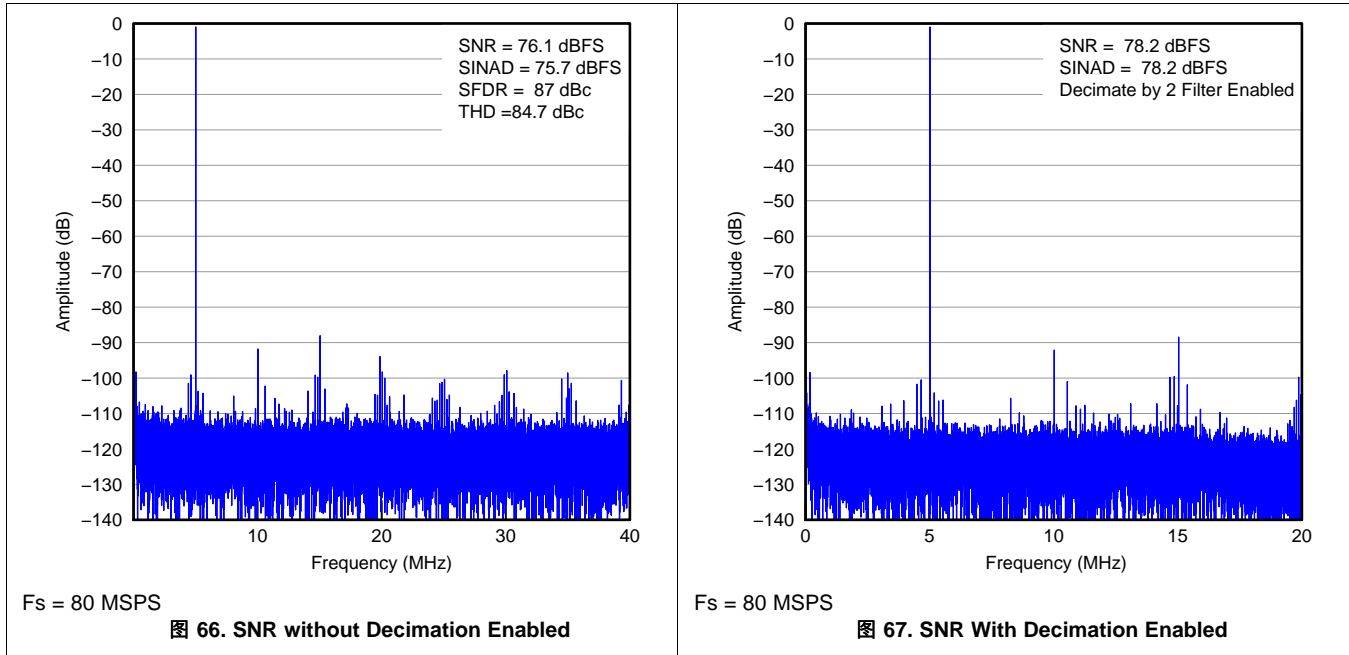 0
−10
−20
−30
−40
−50
−60
−70
−80
−90
−100
−110
−120
−130
−140
Amplitude (dB)
SNR = 76.1 dBFS
SINAD = 75.7 dBFS
SFDR = 87 dBc
THD =84.7 dBc
10
20
30
40
Frequency (MHz)
Fs = 80 MSPS
图 66. SNR without Decimation Enabled
0
−10
−20
−30
−40
−50
−60
−70
−80
−90
−100
−110
−120
−130
−140
Amplitude (dB)
SNR = 78.2 dBFS
SINAD = 78.2 dBFS
Decimate by 2 Filter Enabled
0
5
10
15
20
Frequency (MHz)
Fs = 80 MSPS
图 67. SNR With Decimation Enabled